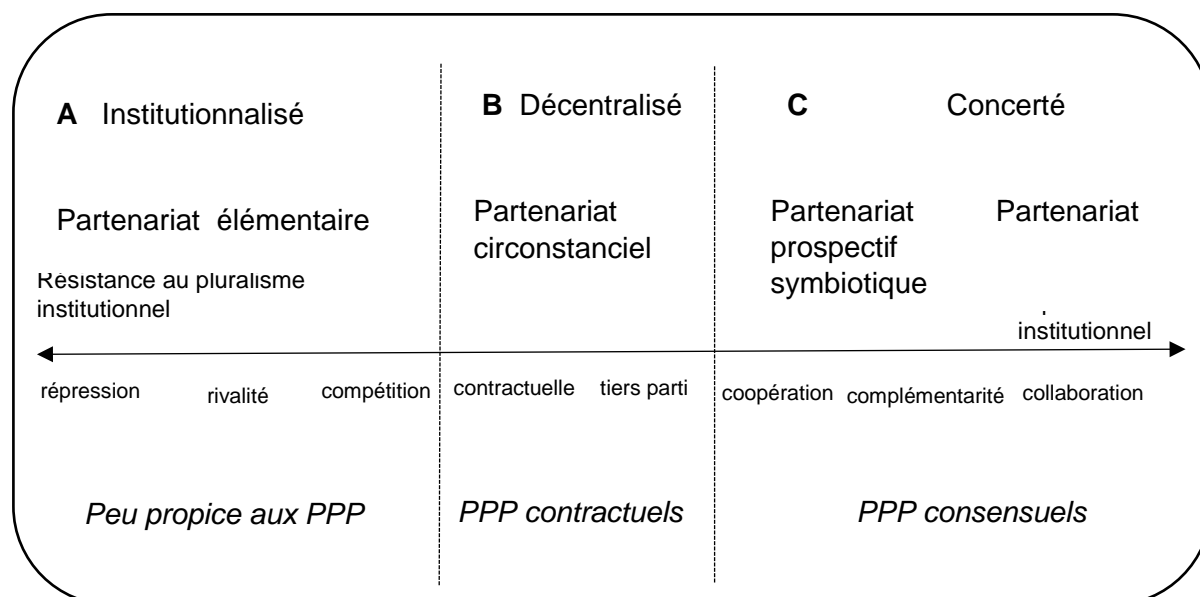 A Institutionnalisé
B Décentralisé
C Concerté
Partenariat élémentaire
Partenariat
circonstanciel
Partenariat
prospectif
symbiotique
Partenariat
Résistance au pluralisme
institutionnel
institutionnel
répression
rivalité
compétition
contractuelle
tiers parti
coopération
complémentarité
collaboration
Peu propice aux PPP
PPP contractuels
PPP consensuels